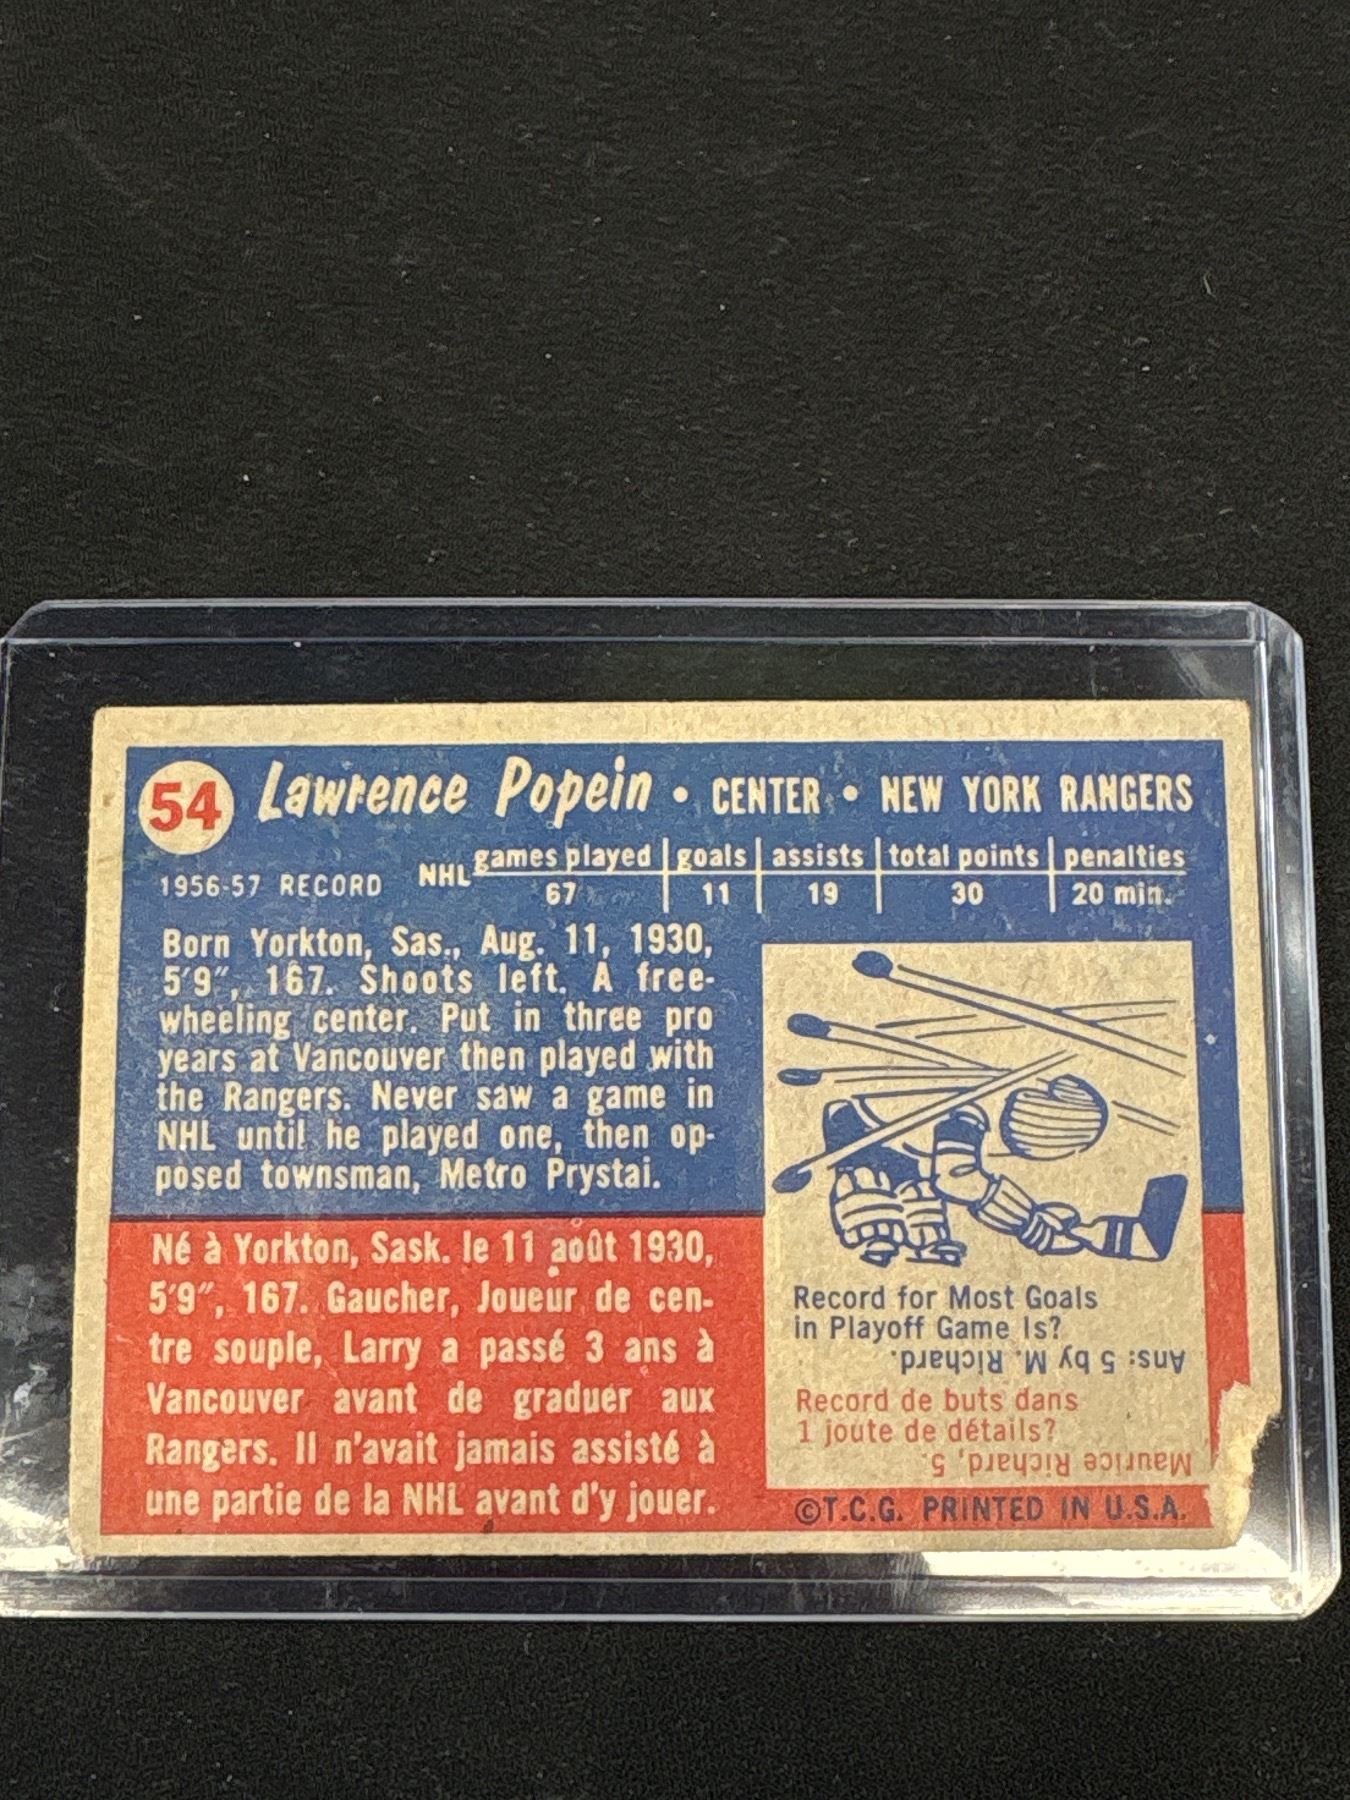 54 Lawrence Popein • CENTER • NEW YORK RANGERS
1956-57 RECORD NHL games played goals assists total points penalties
67 11 19 30 20 min.
Born Yorkton, Sas., Aug. 11, 1930,
5'9", 167. Shoots left. A free-
wheeling center. Put in three pro
years at Vancouver then played with
the Rangers. Never saw a game in
NHL until he played one, then op-
posed townsman, Metro Prystai.
Né à Yorkton, Sask. le 11 août 1930,
5'9", 167. Gaucher, Joueur de cen-
tre souple, Larry a passé 3 ans à
Vancouver avant de graduer aux
Rangers. Il n'avait jamais assisté à
une partie de la NHL avant d'y jouer.
Record for Most Goals
in Playoff Game Is?
Ans: 5 by M. Richard.
Record de buts dans
1 joute de détails?
Maurice Richard, 5.
©T.C.G. PRINTED IN U.S.A.